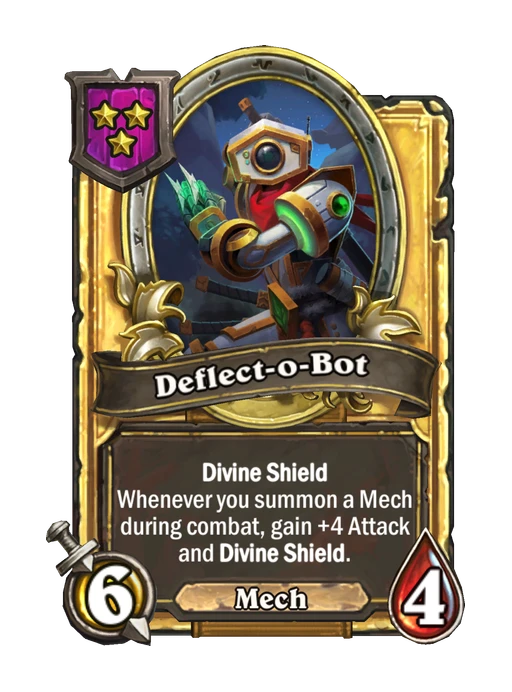 Deflect-o-Bot
Divine Shield
Whenever you summon a Mech
during combat, gain +4 Attack
and Divine Shield.
6
Mech
4